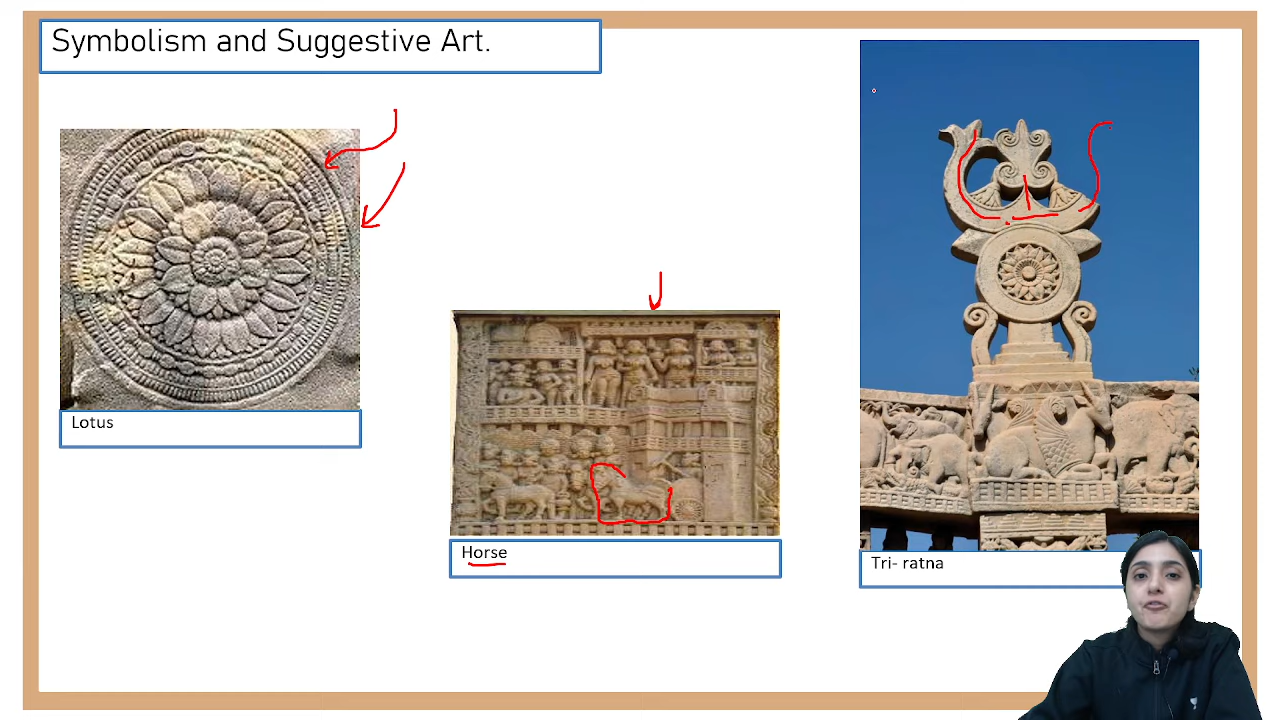 Symbolism and Suggestive Art.
Lotus
Horse
Tri- ratna